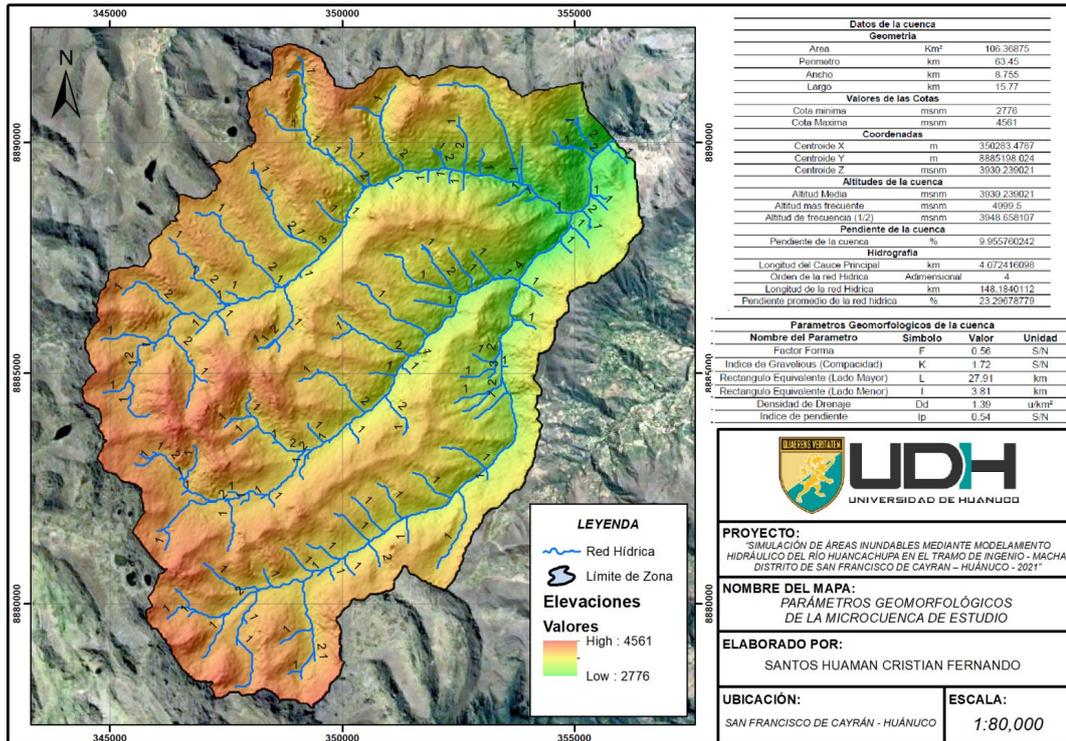 345000 350000 355000
N
8890000 8890000
8885000 8885000
8880000 8880000
345000 350000 355000
LEYENDA
Red Hídrica
Límite de Zona
Elevaciones
Valores
High : 4561
Low : 2776
Datos de la cuenca
Geometria
Area Km² 106.36875
Perimetro km 63.45
Ancho km 8.755
Largo km 15.77
Valores de las Cotas
Cota minima msnm 2776
Cota Maxima msnm 4561
Coordenadas
Centroide X m 350283.4787
Centroide Y m 8885198.024
Centroide Z msnm 3930.239021
Altitudes de la cuenca
Altitud Media msnm 3930.239021
Altitud mas frecuente msnm 4999.5
Altitud de frecuencia (1/2) msnm 3948.658107
Pendiente de la cuenca
Pendiente de la cuenca % 9.955760242
Hidrografia
Longitud del Cauce Principal km 4.072416098
Orden de la red Hidrica Adimensional 4
Longitud de la red Hidrica km 148.1840112
Pendiente promedio de la red hidrica % 23.29678779
Parametros Geomorfologicos de la cuenca
Nombre del Parametro Simbolo Valor Unidad
Factor Forma F 0.56 S/N
Indice de Gravelious (Compacidad) K 1.72 S/N
Rectangulo Equivalente (Lado Mayor) L 27.91 km
Rectangulo Equivalente (Lado Menor) l 3.81 km
Densidad de Drenaje Dd 1.39 u/km²
Indice de pendiente Ip 0.54 S/N
QUAERENS VERITATEM
UDH
UNIVERSIDAD DE HUANUCO
PROYECTO:
"SIMULACIÓN DE ÁREAS INUNDABLES MEDIANTE MODELAMIENTO
HIDRÁULICO DEL RÍO HUANCACHUPA EN EL TRAMO DE INGENIO - MACHA
DISTRITO DE SAN FRANCISCO DE CAYRAN – HUÁNUCO - 2021"
NOMBRE DEL MAPA:
PARÁMETROS GEOMORFOLÓGICOS
DE LA MICROCUENCA DE ESTUDIO
ELABORADO POR:
SANTOS HUAMAN CRISTIAN FERNANDO
UBICACIÓN:
SAN FRANCISCO DE CAYRÁN - HUÁNUCO
ESCALA:
1:80,000